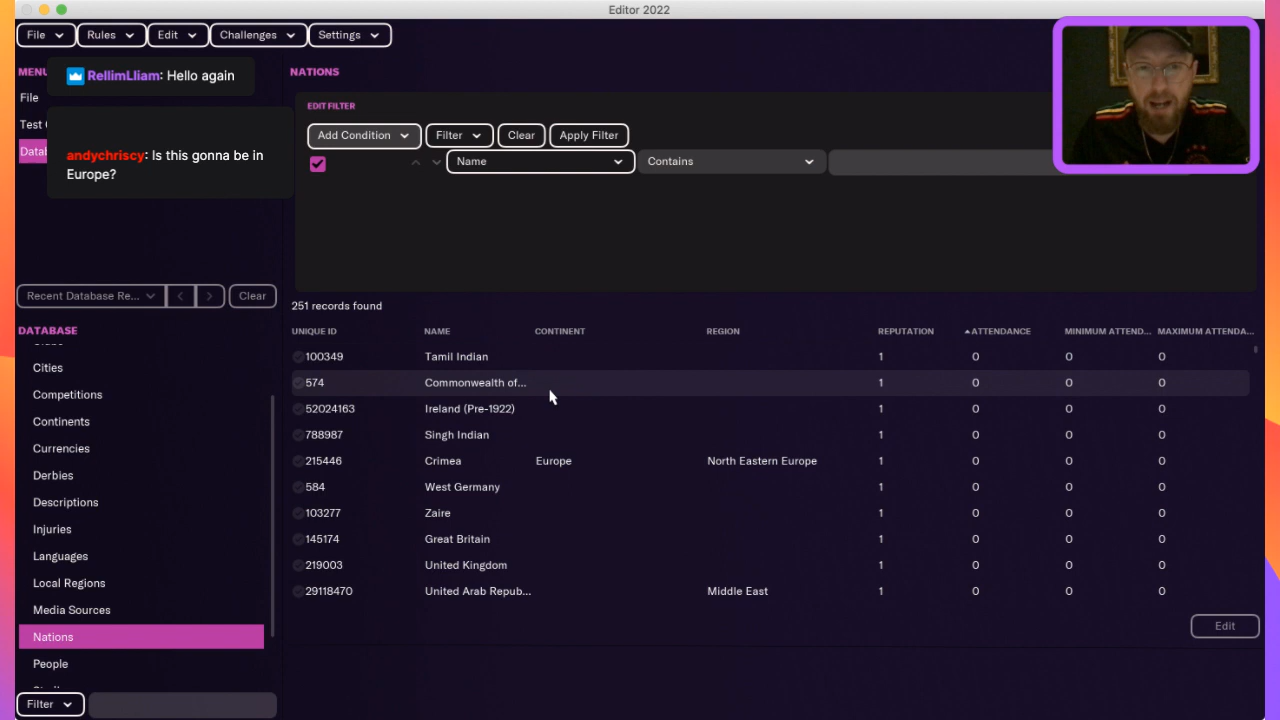 Editor 2022
File Rules Edit Challenges Settings
MENU
RellimLliam: Hello again
File
andychriscy: Is this gonna be in
Europe?
NATIONS
EDIT FILTER
Add Condition Filter Clear Apply Filter
Name Contains
Recent Database Re... Clear
DATABASE
Cities
Competitions
Continents
Currencies
Derbies
Descriptions
Injuries
Languages
Local Regions
Media Sources
Nations
People
Filter
251 records found
UNIQUE ID NAME CONTINENT REGION REPUTATION ATTENDANCE MINIMUM ATTEND... MAXIMUM ATTENDA...
100349 Tamil Indian 1 0 0 0
574 Commonwealth of... 1 0 0 0
52024163 Ireland (Pre-1922) 1 0 0 0
788987 Singh Indian 1 0 0 0
215446 Crimea Europe North Eastern Europe 1 0 0 0
584 West Germany 1 0 0 0
103277 Zaire 1 0 0 0
145174 Great Britain 1 0 0 0
219003 United Kingdom 1 0 0 0
29118470 United Arab Repub... Middle East 1 0 0 0
Edit